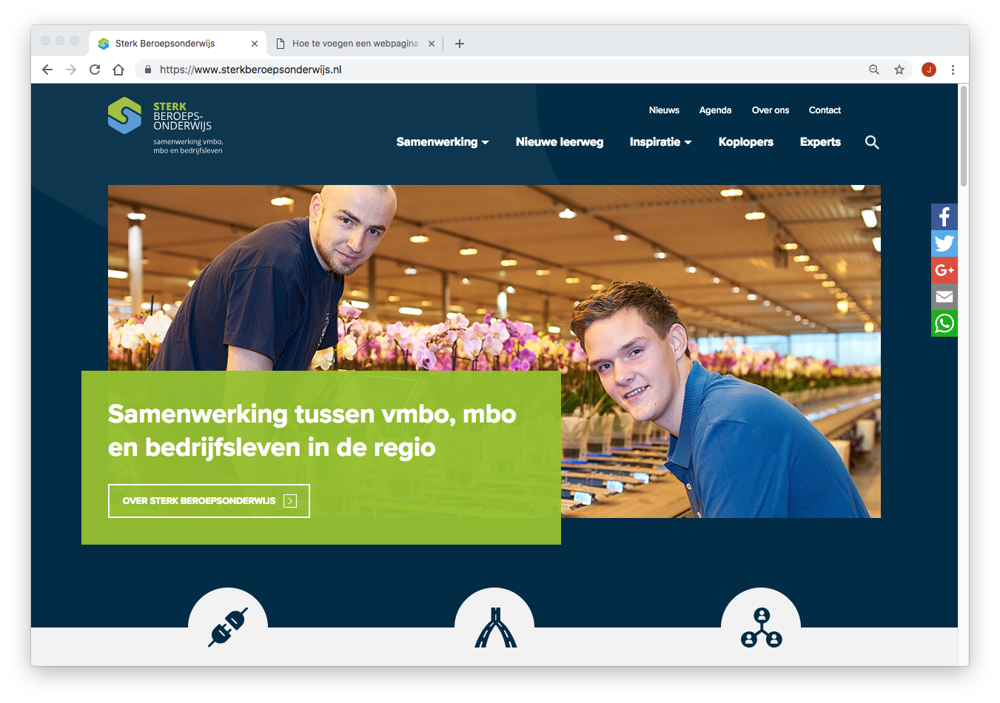 Sterk Beroepsonderwijs
Hoe te voegen een webpagina
https://www.sterkberoepsonderwijs.nl
J
STERK
BEROEPS-
ONDERWIJS
samenwerking vmbo,
mbo en bedrijfsleven
Nieuws Agenda Over ons Contact
Samenwerking Nieuwe leerweg Inspiratie Koplopers Experts
G+
Samenwerking tussen vmbo, mbo
en bedrijfsleven in de regio
OVER STERK BEROEPSONDERWIJS